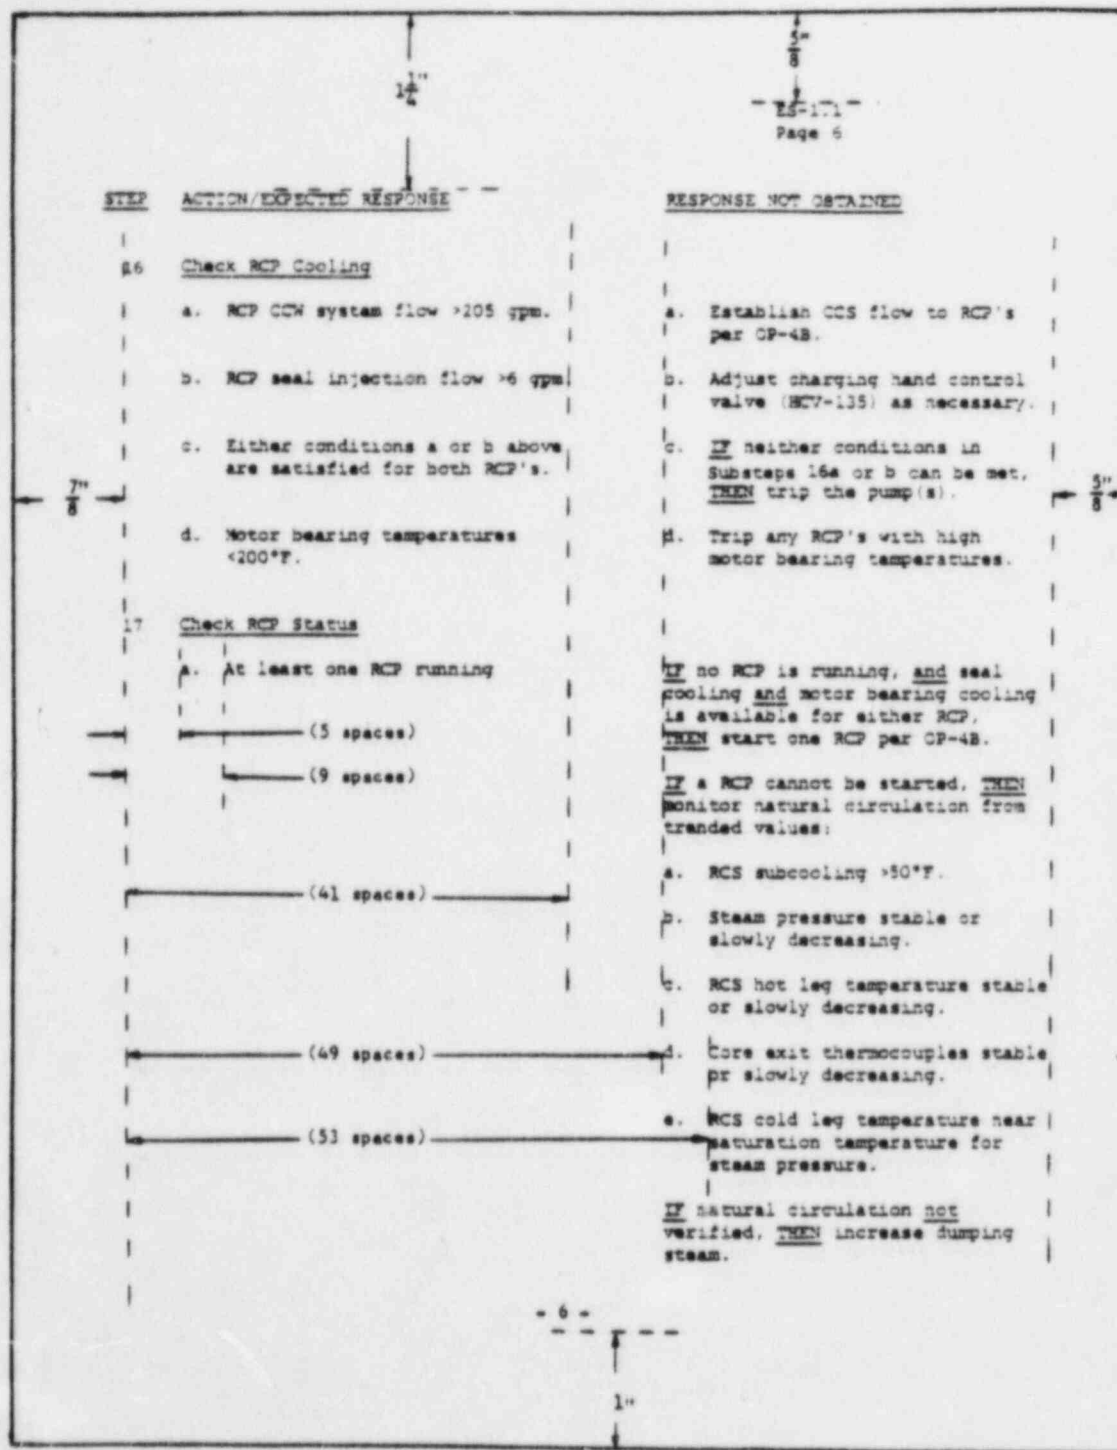 1 1/4"
5/8"
ES-1.1
Page 6
STEP ACTION/EXPECTED RESPONSE
RESPONSE NOT OBTAINED
16 Check RCP Cooling
a. RCP CCW system flow >205 gpm.
a. Establish CCS flow to RCP's
per OP-4B.
b. RCP seal injection flow >6 gpm.
b. Adjust charging hand control
valve (HCV-135) as necessary.
c. Either conditions a or b above
are satisfied for both RCP's.
c. IF neither conditions in
Substeps 16a or b can be met,
THEN trip the pump(s).
7/8"
5/8"
d. Motor bearing temperatures
<200°F.
d. Trip any RCP's with high
motor bearing temperatures.
17 Check RCP Status
a. At least one RCP running
IF no RCP is running, and seal
cooling and motor bearing cooling
is available for either RCP,
THEN start one RCP per OP-4B.
(5 spaces)
(9 spaces)
IF a RCP cannot be started, THEN
monitor natural circulation from
trended values:
a. RCS subcooling >50°F.
(41 spaces)
b. Steam pressure stable or
slowly decreasing.
c. RCS hot leg temperature stable
or slowly decreasing.
(49 spaces)
d. Core exit thermocouples stable
or slowly decreasing.
e. RCS cold leg temperature near
saturation temperature for
steam pressure.
(53 spaces)
IF natural circulation not
verified, THEN increase dumping
steam.
- 6 -
1"